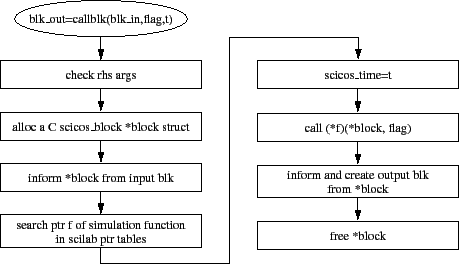 blk_out=callblk(blk_in,flag,t)
check rhs args
alloc a C scicos_block *block struct
inform *block from input blk
search ptr f of simulation function
in scilab ptr tables
scicos_time=t
call (*f)(*block, flag)
inform and create output blk
from *block
free *block